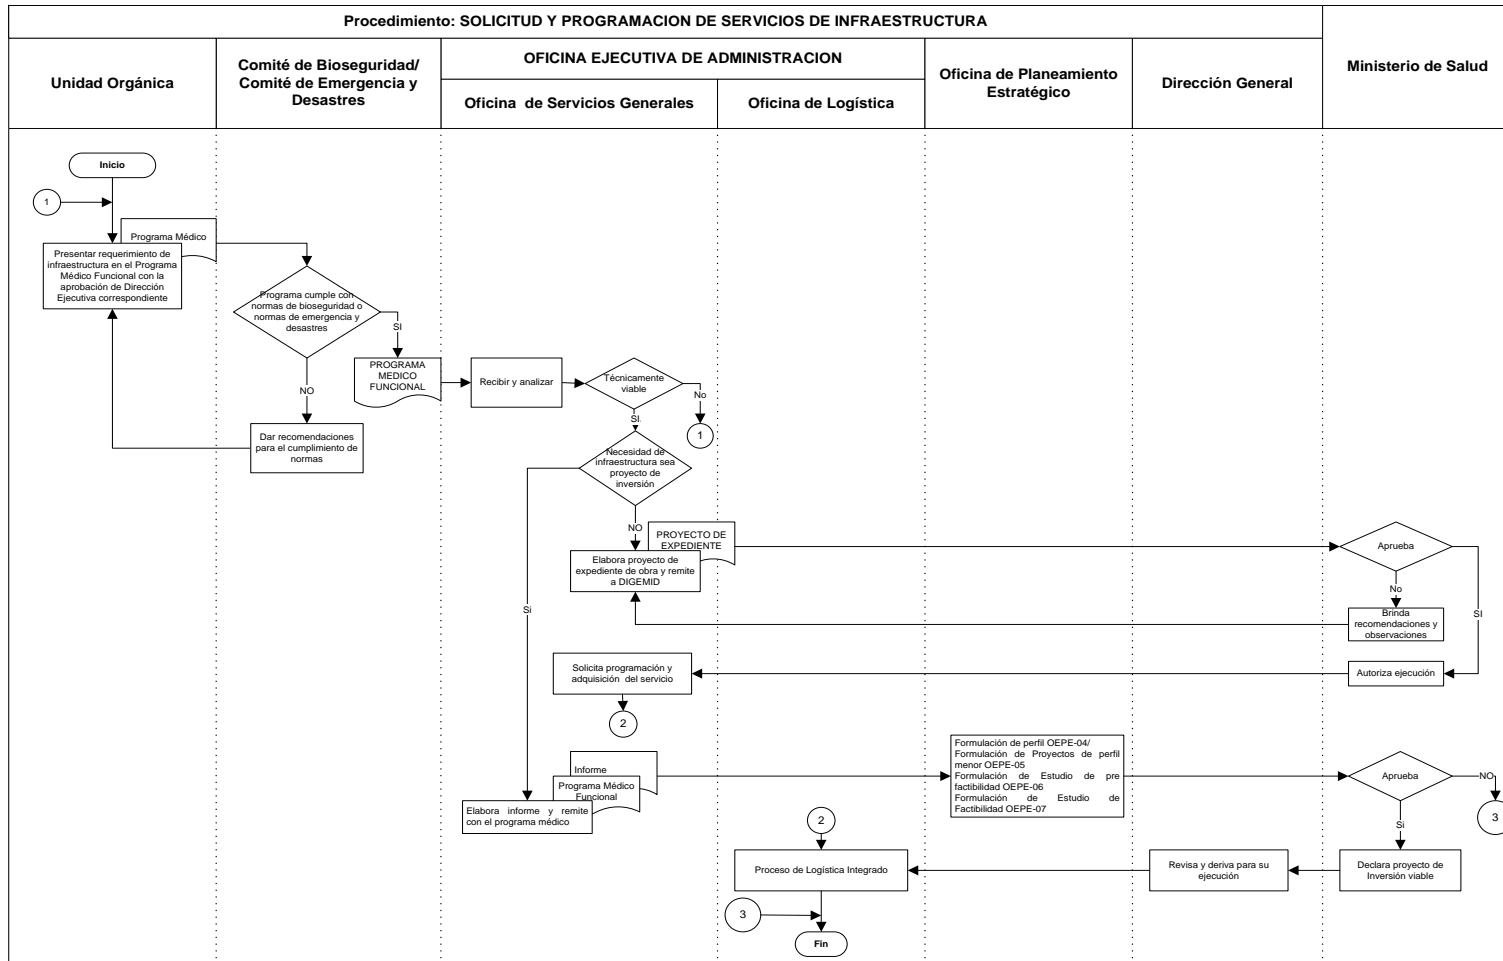 Procedimiento: SOLICITUD Y PROGRAMACION DE SERVICIOS DE INFRAESTRUCTURA
Unidad Orgánica
Comité de Bioseguridad/
Comité de Emergencia y
Desastres
OFICINA EJECUTIVA DE ADMINISTRACION
Oficina de Servicios Generales
Oficina de Logística
Oficina de Planeamiento
Estratégico
Dirección General
Ministerio de Salud
Inicio
1
Programa Médico
Presentar requerimiento de
infraestructura en el Programa
Médico Funcional con la
aprobación de Dirección
Ejecutiva correspondiente
Programa cumple con
normas de bioseguridad o
normas de emergencia y
desastres
SI
NO
PROGRAMA
MEDICO
FUNCIONAL
Dar recomendaciones
para el cumplimiento de
normas
Recibir y analizar
Técnicamente
viable
No
1
SI
Necesidad de
infraestructura sea
proyecto de
inversión
NO
Si
PROYECTO DE
EXPEDIENTE
Elabora proyecto de
expediente de obra y remite
a DIGEMID
Aprueba
No
SI
Brinda
recomendaciones y
observaciones
Autoriza ejecución
Solicita programación y
adquisición del servicio
2
Informe
Programa Médico
Funcional
Elabora informe y remite
con el programa médico
Formulación de perfil OEPE-04/
Formulación de Proyectos de perfil
menor OEPE-05
Formulación de Estudio de pre
factibilidad OEPE-06
Formulación de Estudio de
Factibilidad OEPE-07
Aprueba
NO
3
Si
Declara proyecto de
Inversión viable
Revisa y deriva para su
ejecución
2
Proceso de Logística Integrado
3
Fin